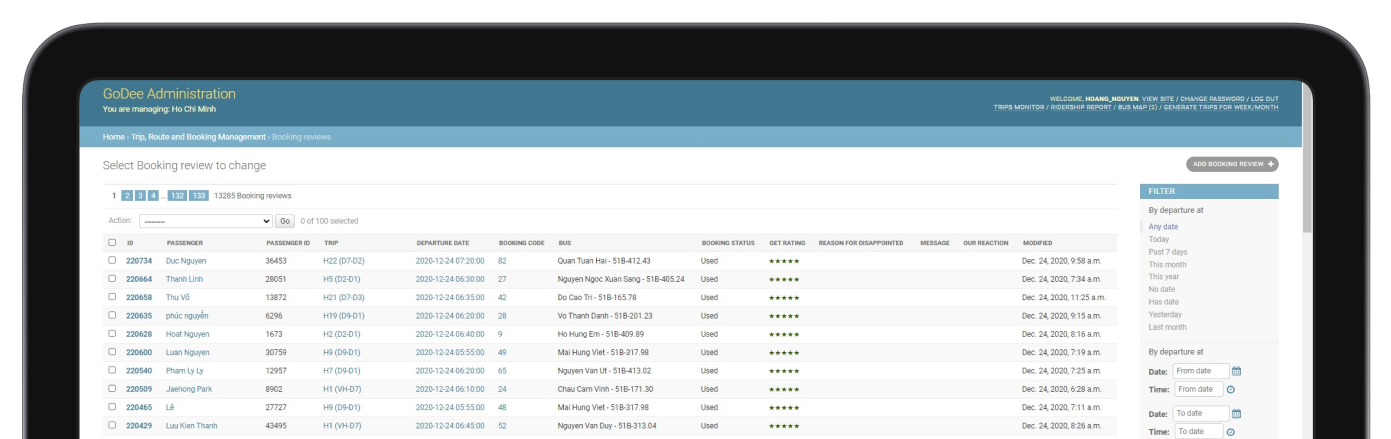 GoDee Administration
You are managing: Ho Chi Minh
WELCOME, HOANG_NGUYEN. VIEW SITE / CHANGE PASSWORD / LOG OUT
TRIPS MONITOR / RIDERSHIP REPORT / BUS MAP (2) / GENERATE TRIPS FOR WEEK/MONTH
Home › Trip, Route and Booking Management › Booking reviews
Select Booking review to change
ADD BOOKING REVIEW +
1 2 3 4 ... 132 133 13285 Booking reviews
Action: --------- Go 0 of 100 selected
ID PASSENGER PASSENGER ID TRIP DEPARTURE DATE BOOKING CODE BUS BOOKING STATUS GET RATING REASON FOR DISAPPOINTED MESSAGE OUR REACTION MODIFIED
220734 Duc Nguyen 36453 H22 (D7-D2) 2020-12-24 07:20:00 82 Quan Tuan Hai - 51B-412.43 Used ★★★★★ Dec. 24, 2020, 9:58 a.m.
220664 Thanh Linh 28051 H5 (D2-D1) 2020-12-24 06:30:00 27 Nguyen Ngoc Xuan Sang - 51B-405.24 Used ★★★★★ Dec. 24, 2020, 7:34 a.m.
220658 Thu Võ 13872 H21 (D7-D3) 2020-12-24 06:35:00 42 Do Cao Tri - 51B-165.78 Used ★★★★★ Dec. 24, 2020, 11:25 a.m.
220635 phúc nguyễn 6296 H19 (D9-D1) 2020-12-24 06:20:00 28 Vo Thanh Danh - 51B-201.23 Used ★★★★★ Dec. 24, 2020, 9:15 a.m.
220628 Hoat Nguyen 1673 H2 (D2-D1) 2020-12-24 06:40:00 9 Ho Hung Em - 51B-409.89 Used ★★★★★ Dec. 24, 2020, 8:16 a.m.
220600 Luan Nguyen 30759 H9 (D9-D1) 2020-12-24 05:55:00 49 Mai Hung Viet - 51B-317.98 Used ★★★★★ Dec. 24, 2020, 7:19 a.m.
220540 Pham Ly Ly 12957 H7 (D9-D1) 2020-12-24 06:20:00 65 Nguyen Van Ut - 51B-413.02 Used ★★★★★ Dec. 24, 2020, 7:25 a.m.
220509 Jaehong Park 8902 H1 (VH-D7) 2020-12-24 06:10:00 24 Chau Cam Vinh - 51B-171.30 Used ★★★★★ Dec. 24, 2020, 6:28 a.m.
220465 Lê 27727 H9 (D9-D1) 2020-12-24 05:55:00 48 Mai Hung Viet - 51B-317.98 Used ★★★★★ Dec. 24, 2020, 7:11 a.m.
220429 Luu Kien Thanh 43495 H1 (VH-D7) 2020-12-24 06:45:00 52 Nguyen Van Duy - 51B-313.04 Used ★★★★★ Dec. 24, 2020, 8:26 a.m.
FILTER
By departure at
Any date
Today
Past 7 days
This month
This year
No date
Has date
Yesterday
Last month
By departure at
Date: From date
Time: From date
Date: To date
Time: To date